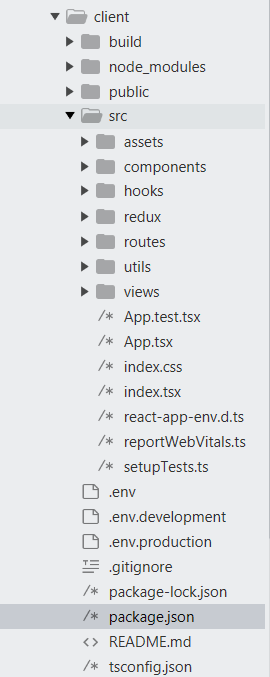 client
build
node_modules
public
src
assets
components
hooks
redux
routes
utils
views
/* App.test.tsx
/* App.tsx
/* index.css
/* index.tsx
/* react-app-env.d.ts
/* reportWebVitals.ts
/* setupTests.ts
.env
.env.development
.env.production
.gitignore
/* package-lock.json
/* package.json
<> README.md
/* tsconfig.json